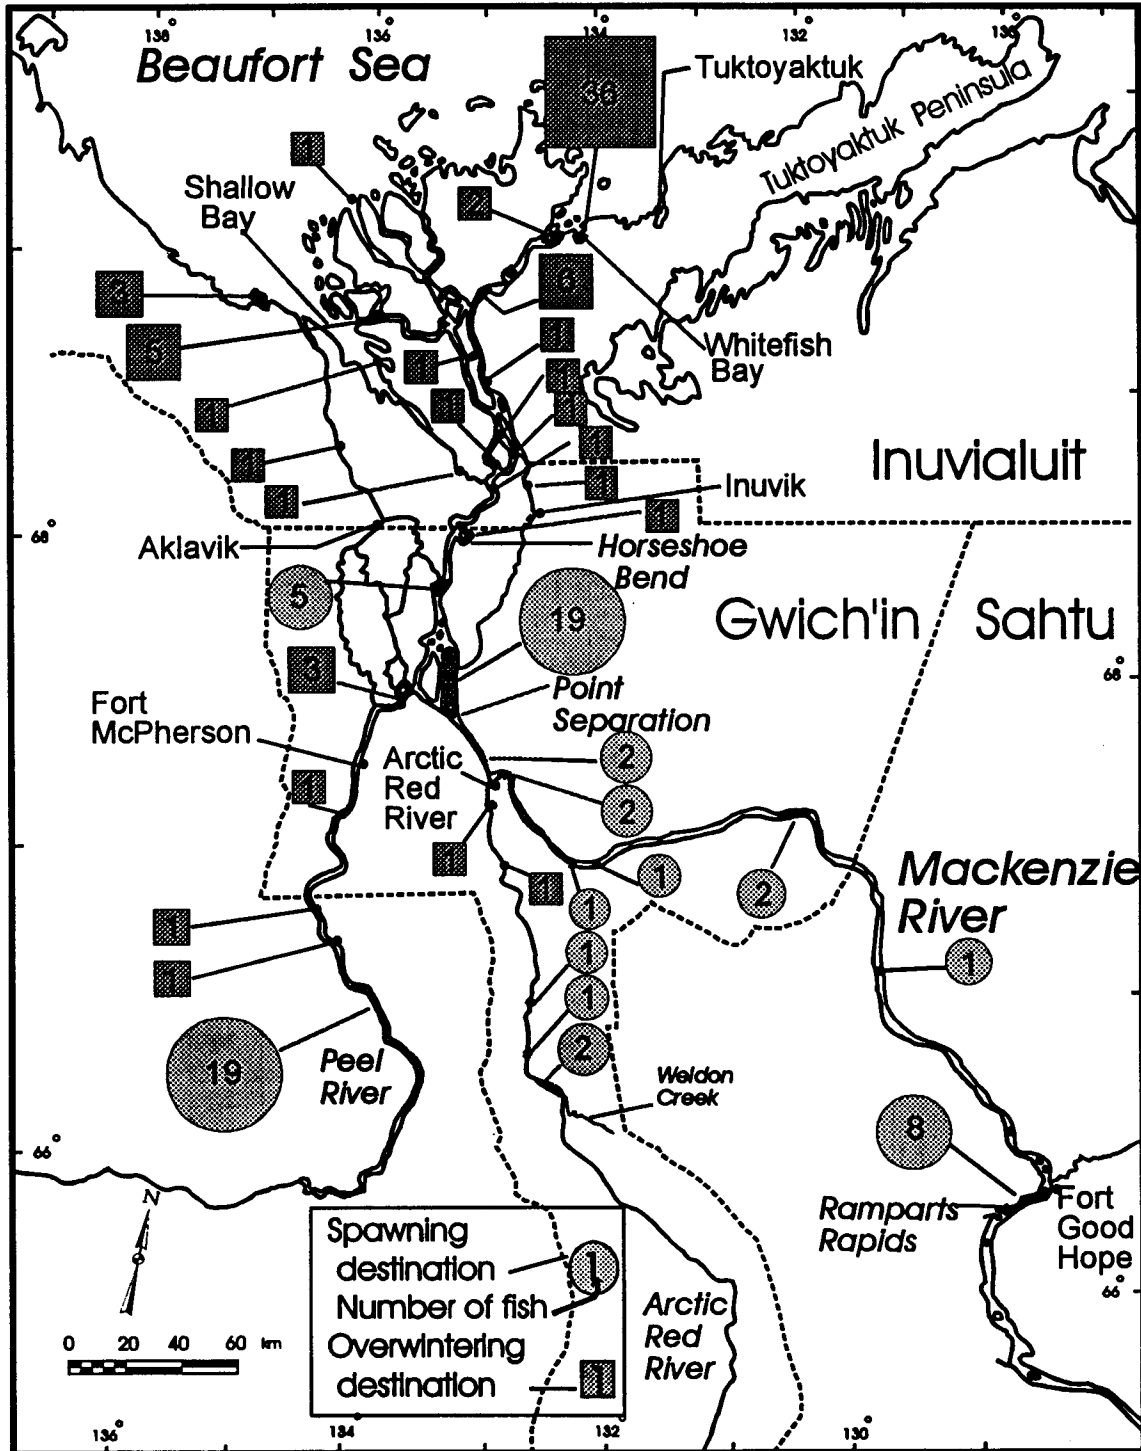 138°
136°
134°
132°
130°
Beaufort Sea
36
Tuktoyaktuk
Tuktoyaktuk Peninsula
1
Shallow
Bay
2
3
6
5
1
Whitefish
Bay
1
1
1
1
1
1
1
1
1
1
Inuvialuit
Inuvik
68°
Aklavik
Horseshoe
Bend
5
19
Gwich'in
Sahtu
3
68°
Point
Separation
Fort
McPherson
Arctic
Red
River
2
2
1
1
1
1
2
Mackenzie
River
1
1
1
1
1
1
2
19
Peel
River
Weldon
Creek
8
66°
N
Ramparts
Rapids
Fort
Good
Hope
Spawning
destination
1
Number of fish
Overwintering
destination
1
Arctic
Red
River
66°
0 20 40 60 km
136°
134°
132°
130°